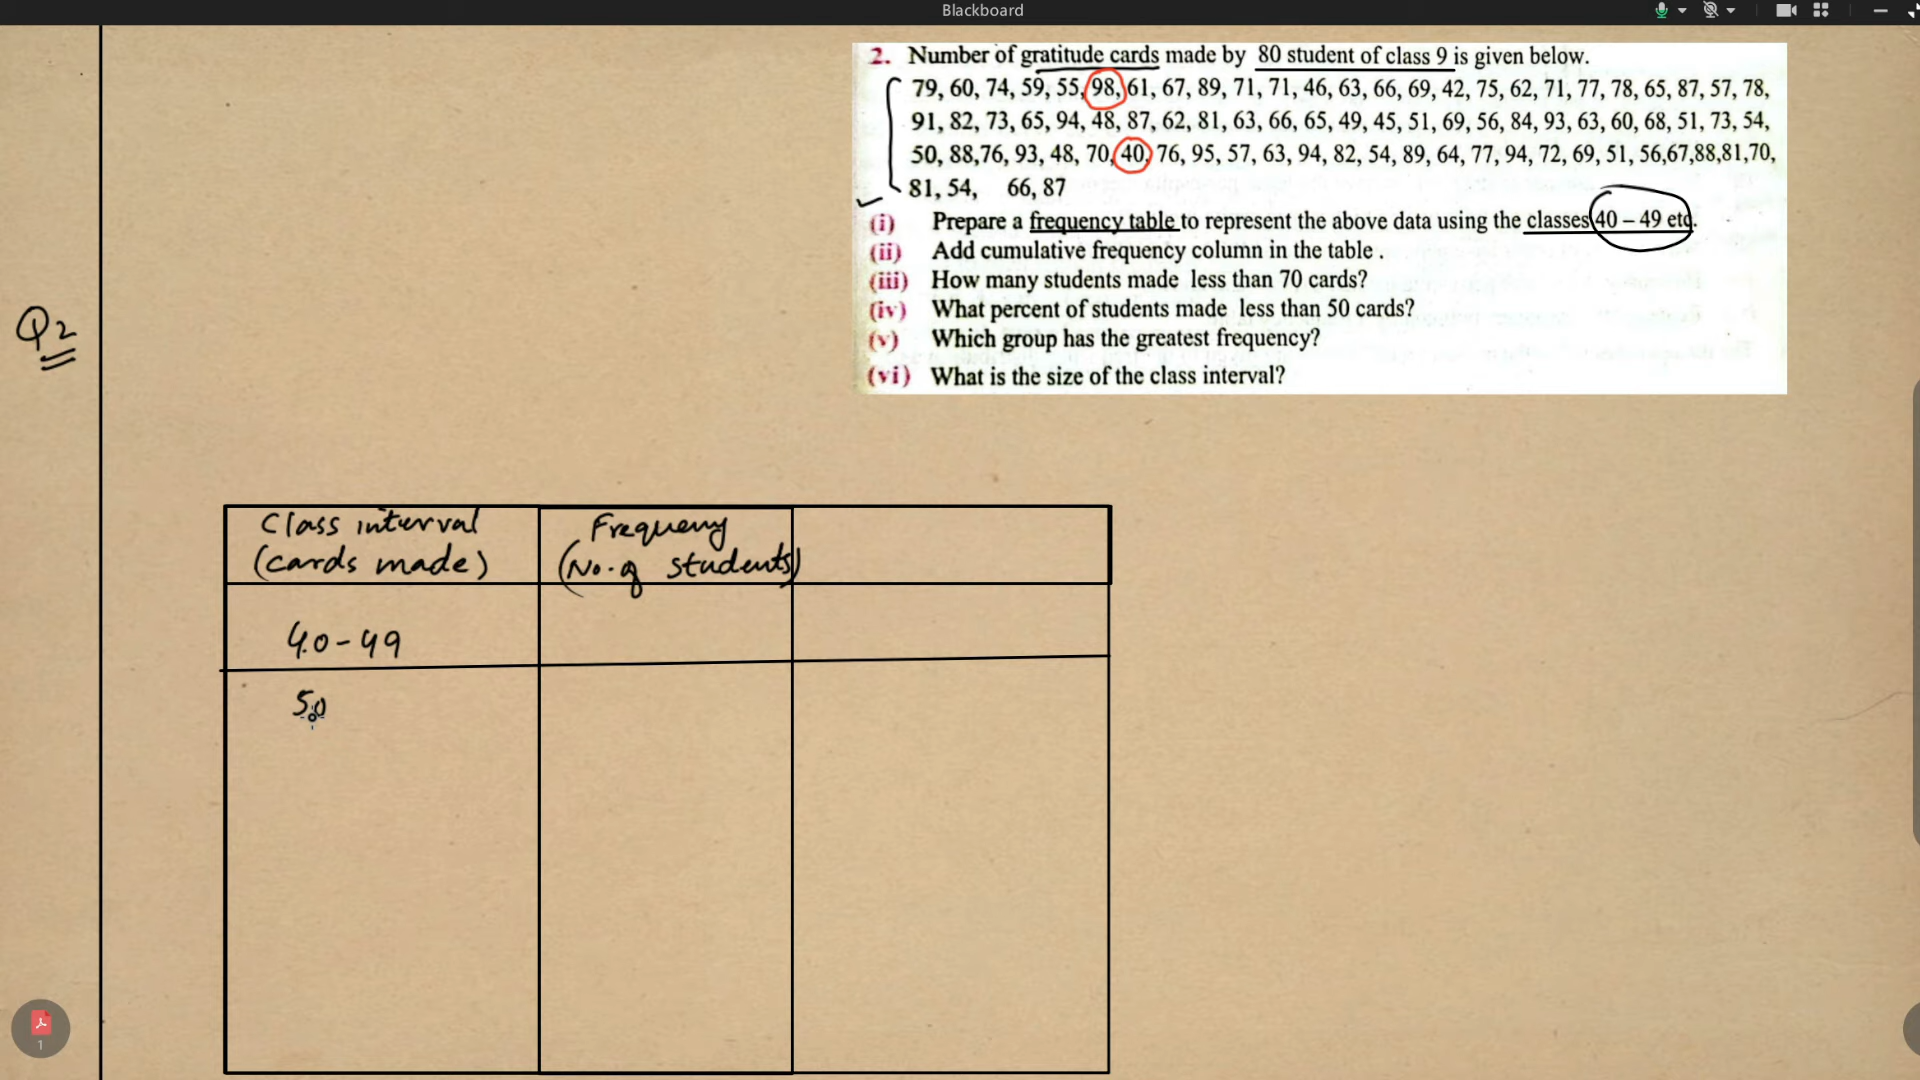 Blackboard
2. Number of gratitude cards made by 80 student of class 9 is given below.
79, 60, 74, 59, 55, 98, 61, 67, 89, 71, 71, 46, 63, 66, 69, 42, 75, 62, 71, 77, 78, 65, 87, 57, 78,
91, 82, 73, 65, 94, 48, 87, 62, 81, 63, 66, 65, 49, 45, 51, 69, 56, 84, 93, 63, 60, 68, 51, 73, 54,
50, 88,76, 93, 48, 70, 40, 76, 95, 57, 63, 94, 82, 54, 89, 64, 77, 94, 72, 69, 51, 56,67,88,81,70,
81, 54, 66, 87
(i) Prepare a frequency table to represent the above data using the classes 40 – 49 etc.
(ii) Add cumulative frequency column in the table .
(iii) How many students made less than 70 cards?
(iv) What percent of students made less than 50 cards?
(v) Which group has the greatest frequency?
(vi) What is the size of the class interval?
Q2
Class interval
(cards made)
Frequency
(No. of students)
40-49
50
1